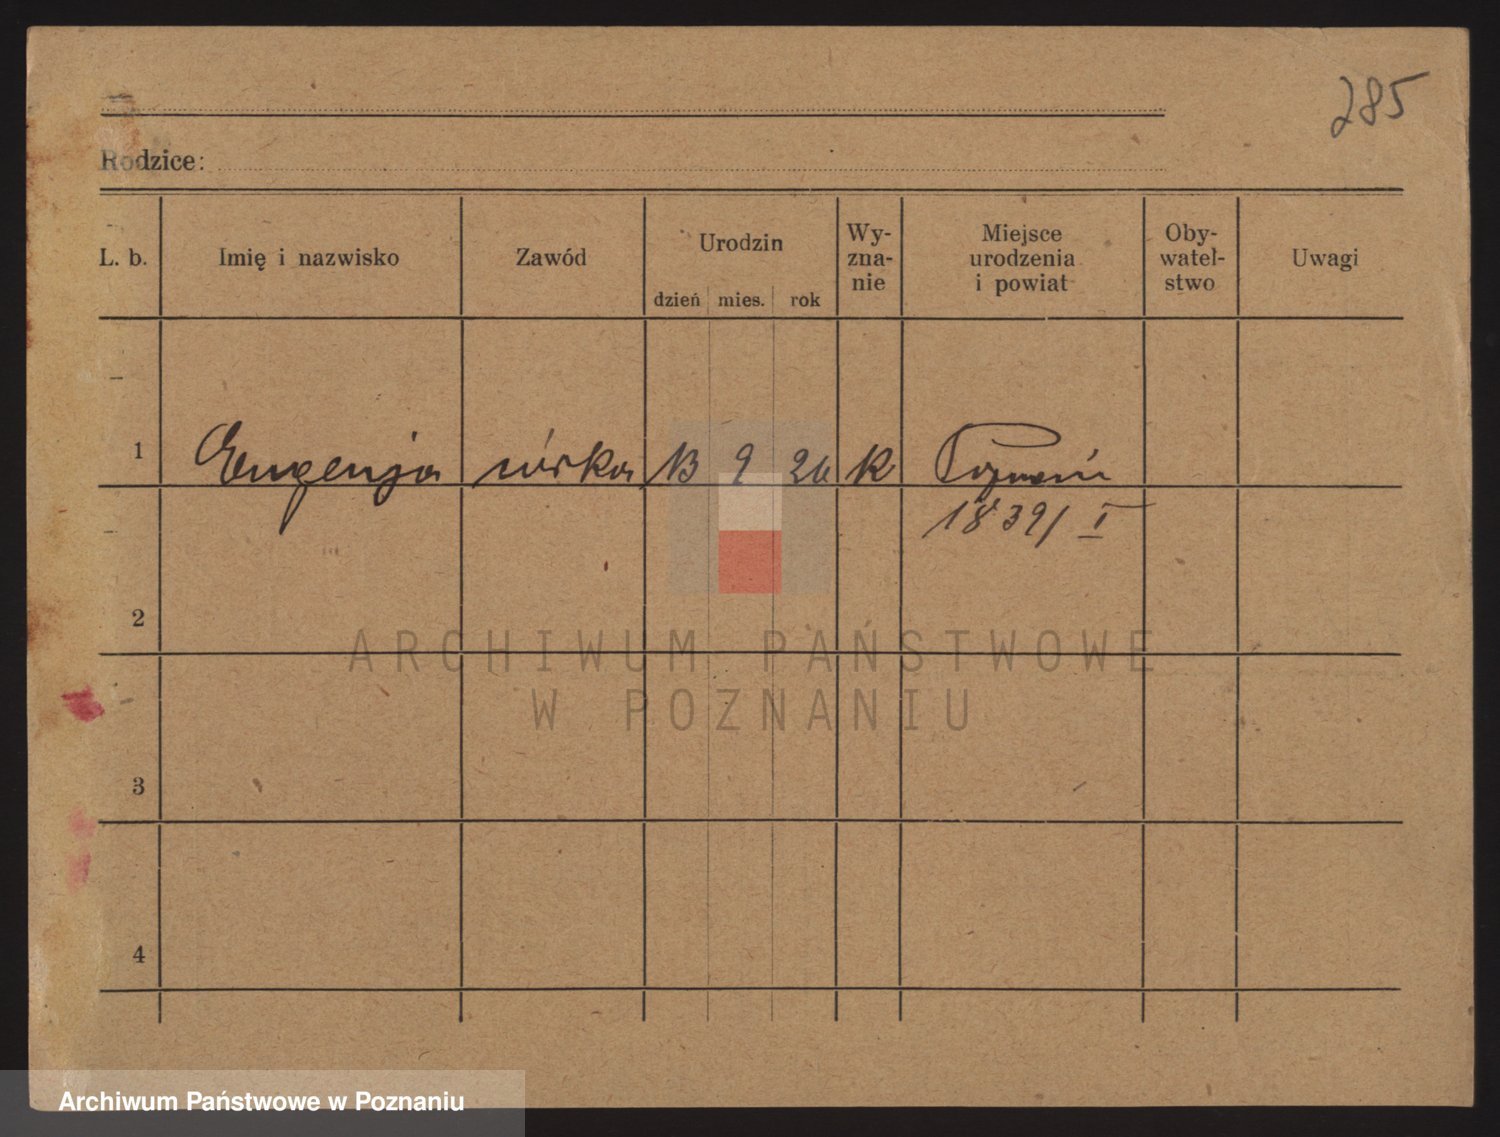 285
Rodzice:
L. b. Imię i nazwisko Zawód Urodzin dzień mies. rok Wy-zna-nie Miejsce urodzenia i powiat Oby-watel-stwo Uwagi
1 Eugenja córka 13 9 26 K Poznań
1839/I
2
ARCHIWUM PAŃSTWOWE
W POZNANIU
3
4
Archiwum Państwowe w Poznaniu